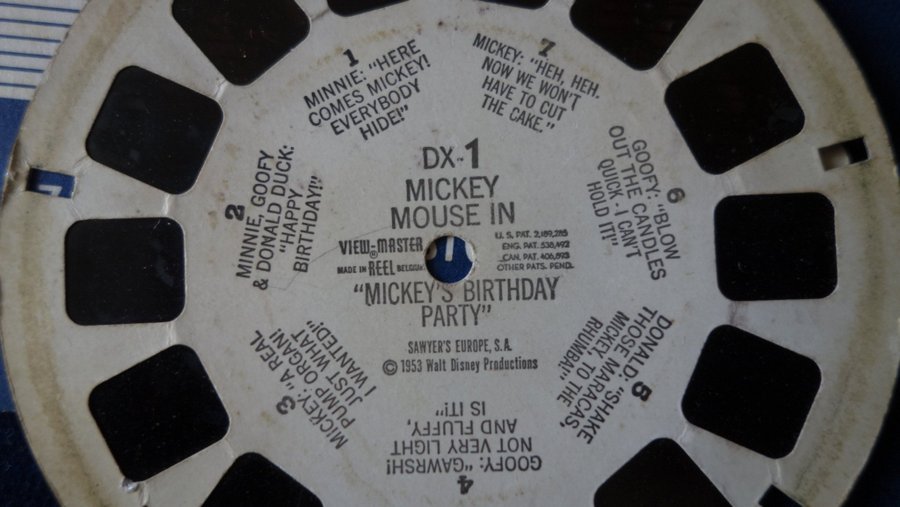 DX-1
MICKEY
MOUSE IN
VIEW-MASTER
®
MADE IN REEL BELGIUM
U.S. PAT. 2,189,285
ENG. PAT. 538,492
CAN. PAT. 406,693
OTHER PATS. PEND.
"MICKEY'S BIRTHDAY
PARTY"
SAWYER'S EUROPE, S.A.
© 1953 Walt Disney Productions
1
MINNIE: "HERE
COMES MICKEY!
EVERYBODY
HIDE!"
2
MINNIE, GOOFY
& DONALD DUCK:
"HAPPY
BIRTHDAY!"
3
MICKEY: "A REAL
PUMP ORGAN!
JUST WHAT
I WANTED!"
4
GOOFY: "GAWRSH!
NOT VERY LIGHT
AND FLUFFY,
IS IT!"
5
DONALD: "SHAKE
THOSE MARACAS,
MICKEY TO THE
RHUMBA!"
6
GOOFY: "BLOW
OUT THE CANDLES
QUICK - I CAN'T
HOLD IT!"
7
MICKEY: "HEH, HEH.
NOW WE WON'T
HAVE TO CUT
THE CAKE."